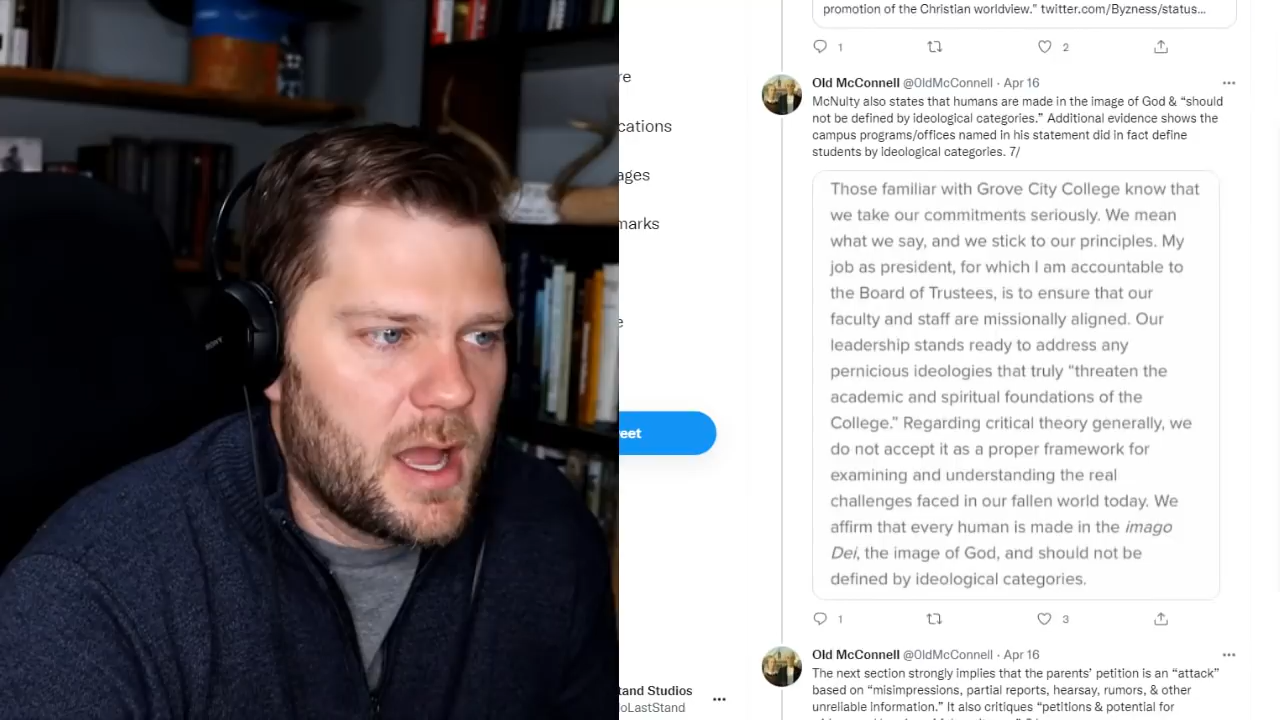 promotion of the Christian worldview." twitter.com/Byzness/status...
1
2
re
Old McConnell @OldMcConnell · Apr 16
McNulty also states that humans are made in the image of God & “should
not be defined by ideological categories.” Additional evidence shows the
campus programs/offices named in his statement did in fact define
students by ideological categories. 7/
cations
ages
marks
e
eet
Those familiar with Grove City College know that
we take our commitments seriously. We mean
what we say, and we stick to our principles. My
job as president, for which I am accountable to
the Board of Trustees, is to ensure that our
faculty and staff are missionally aligned. Our
leadership stands ready to address any
pernicious ideologies that truly “threaten the
academic and spiritual foundations of the
College.” Regarding critical theory generally, we
do not accept it as a proper framework for
examining and understanding the real
challenges faced in our fallen world today. We
affirm that every human is made in the imago
Dei, the image of God, and should not be
defined by ideological categories.
1
3
Old McConnell @OldMcConnell · Apr 16
The next section strongly implies that the parents’ petition is an “attack”
based on “misimpressions, partial reports, hearsay, rumors, & other
unreliable information.” It also critiques “petitions & potential for
tand Studios
oLastStand
SONY